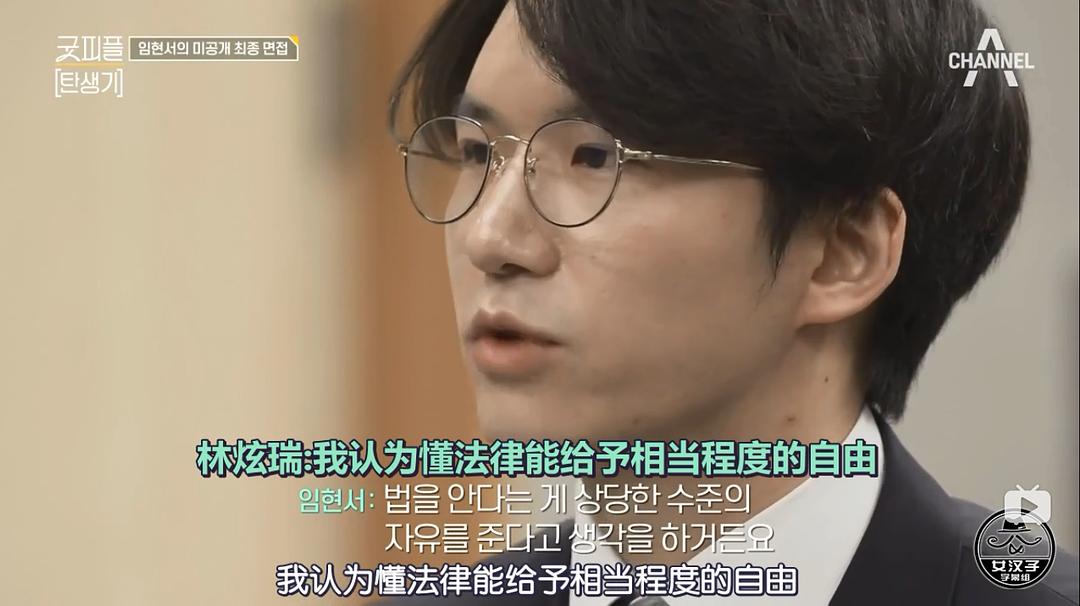 굿피플
[탄생기]
임현서의 미공개 최종 면접
CHANNEL
林炫瑞:我认为懂法律能给予相当程度的自由
임현서: 법을 안다는 게 상당한 수준의
자유를 준다고 생각을 하거든요
我认为懂法律能给予相当程度的自由
女汉子
字幕组